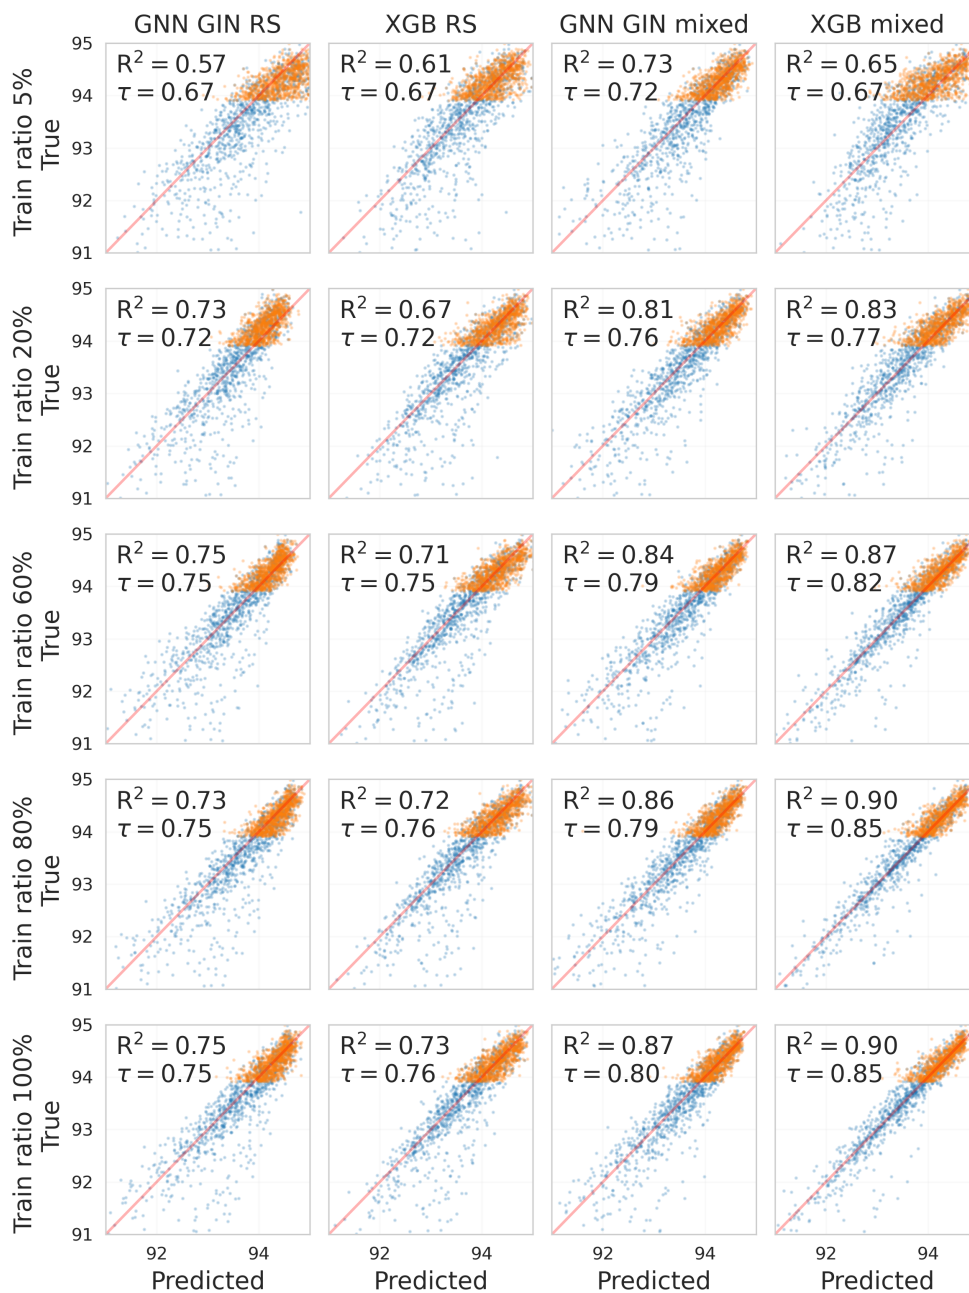 GNN GIN RS XGB RS GNN GIN mixed XGB mixed
Train ratio 5%
True
95
94
93
92
91
R² = 0.57
τ = 0.67
R² = 0.61
τ = 0.67
R² = 0.73
τ = 0.72
R² = 0.65
τ = 0.67
Train ratio 20%
True
95
94
93
92
91
R² = 0.73
τ = 0.72
R² = 0.67
τ = 0.72
R² = 0.81
τ = 0.76
R² = 0.83
τ = 0.77
Train ratio 60%
True
95
94
93
92
91
R² = 0.75
τ = 0.75
R² = 0.71
τ = 0.75
R² = 0.84
τ = 0.79
R² = 0.87
τ = 0.82
Train ratio 80%
True
95
94
93
92
91
R² = 0.73
τ = 0.75
R² = 0.72
τ = 0.76
R² = 0.86
τ = 0.79
R² = 0.90
τ = 0.85
Train ratio 100%
True
95
94
93
92
91
R² = 0.75
τ = 0.75
R² = 0.73
τ = 0.76
R² = 0.87
τ = 0.80
R² = 0.90
τ = 0.85
92 94 92 94 92 94 92 94
Predicted Predicted Predicted Predicted